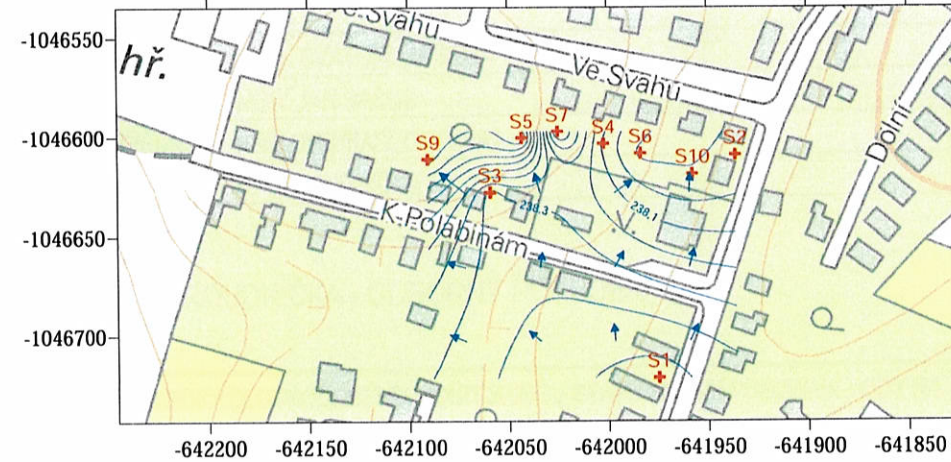 Ve Svahu
-1046550
hř.
Ve Svahu
S7
S5
S4
-1046600
S6
S2
S9
S10
Dolní
S3
238.3
238.1
K Polabinám
-1046650
-1046700
S1
-642200 -642150 -642100 -642050 -642000 -641950 -641900 -641850